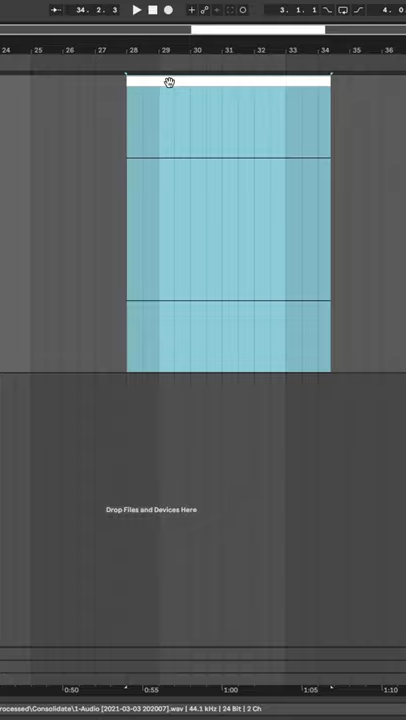 34. 2. 3
3. 1. 1
4. 0
24 25 26 27 28 29 30 31 32 33 34 35 36
Drop Files and Devices Here
0:50 0:55 1:00 1:05 1:10
rocessed\Consolidate\1-Audio [2021-03-03 202007].wav | 44.1 kHz | 24 Bit | 2 Ch